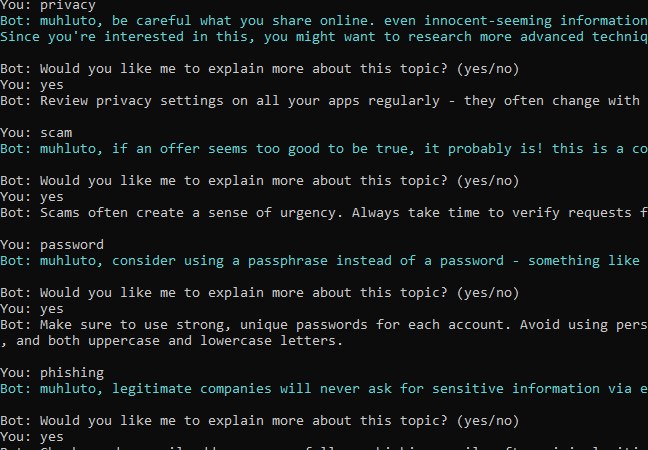 You: privacy
Bot: muhluto, be careful what you share online. even innocent-seeming information
Since you're interested in this, you might want to research more advanced techniq
Bot: Would you like me to explain more about this topic? (yes/no)
You: yes
Bot: Review privacy settings on all your apps regularly - they often change with
You: scam
Bot: muhluto, if an offer seems too good to be true, it probably is! this is a co
Bot: Would you like me to explain more about this topic? (yes/no)
You: yes
Bot: Scams often create a sense of urgency. Always take time to verify requests f
You: password
Bot: muhluto, consider using a passphrase instead of a password - something like
Bot: Would you like me to explain more about this topic? (yes/no)
You: yes
Bot: Make sure to use strong, unique passwords for each account. Avoid using pers
, and both uppercase and lowercase letters.
You: phishing
Bot: muhluto, legitimate companies will never ask for sensitive information via e
Bot: Would you like me to explain more about this topic? (yes/no)
You: yes